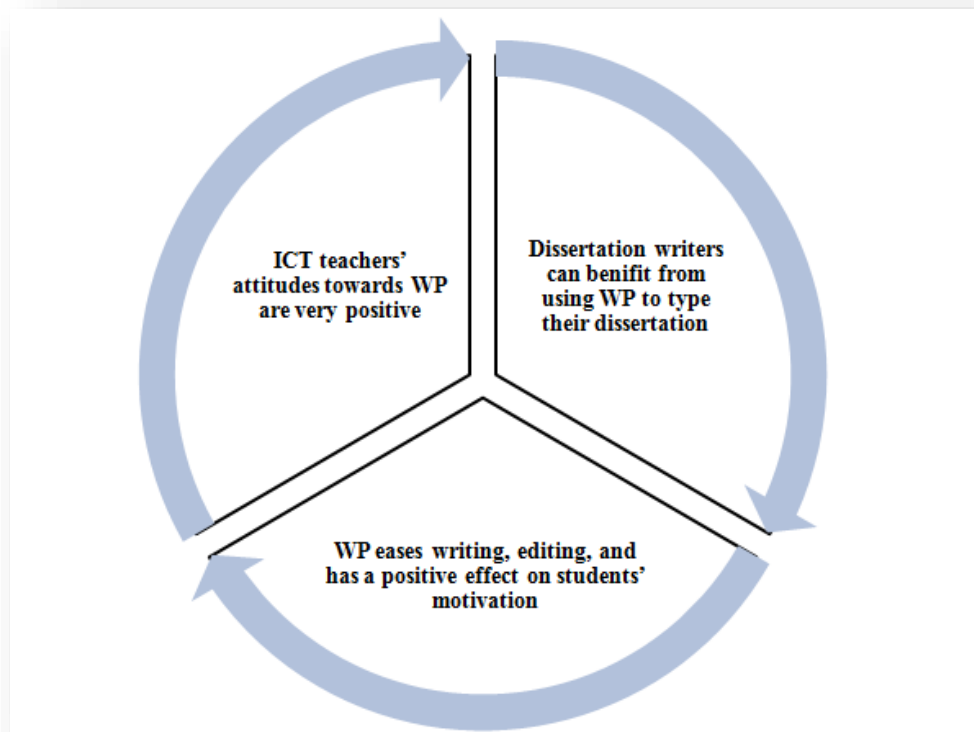 ICT teachers’
attitudes towards WP
are very positive
Dissertation writers
can benifit from
using WP to type
their dissertation
WP eases writing, editing, and
has a positive effect on students’
motivation